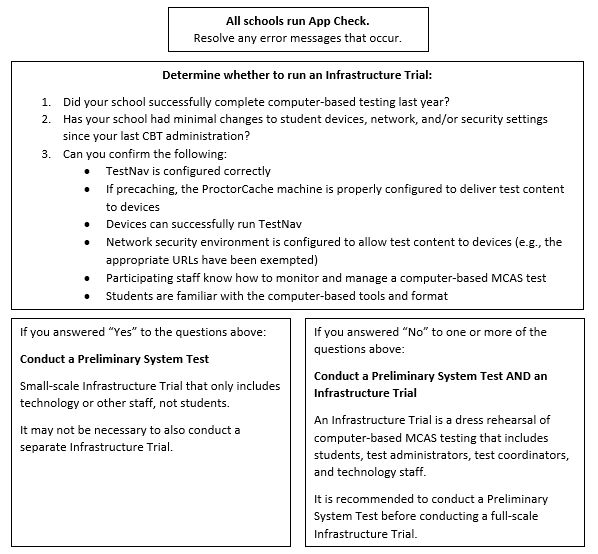 All schools run App Check.
Resolve any error messages that occur.
Determine whether to run an Infrastructure Trial:
1. Did your school successfully complete computer-based testing last year?
2. Has your school had minimal changes to student devices, network, and/or security settings
since your last CBT administration?
3. Can you confirm the following:
• TestNav is configured correctly
• If precaching, the ProctorCache machine is properly configured to deliver test content
to devices
• Devices can successfully run TestNav
• Network security environment is configured to allow test content to devices (e.g., the
appropriate URLs have been exempted)
• Participating staff know how to monitor and manage a computer-based MCAS test
• Students are familiar with the computer-based tools and format
If you answered “Yes” to the questions above:
Conduct a Preliminary System Test
Small-scale Infrastructure Trial that only includes
technology or other staff, not students.
It may not be necessary to also conduct a
separate Infrastructure Trial.
If you answered “No” to one or more of the
questions above:
Conduct a Preliminary System Test AND an
Infrastructure Trial
An Infrastructure Trial is a dress rehearsal of
computer-based MCAS testing that includes
students, test administrators, test coordinators,
and technology staff.
It is recommended to conduct a Preliminary
System Test before conducting a full-scale
Infrastructure Trial.